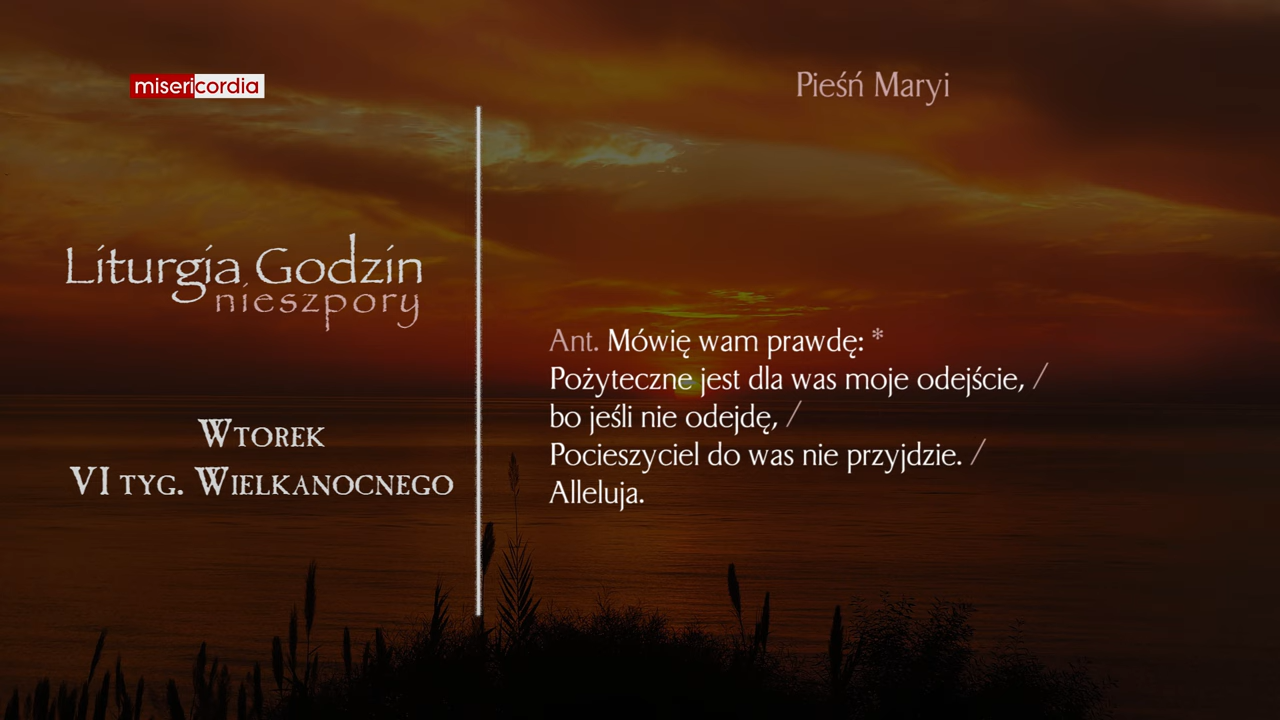 misericordia
Liturgia Godzin
nieszpory
Wtorek
VI tyg. Wielkanocnego
Pieśń Maryi
Ant. Mówię wam prawdę: *
Pożyteczne jest dla was moje odejście, /
bo jeśli nie odejdę, /
Pocieszyciel do was nie przyjdzie. /
Alleluja.